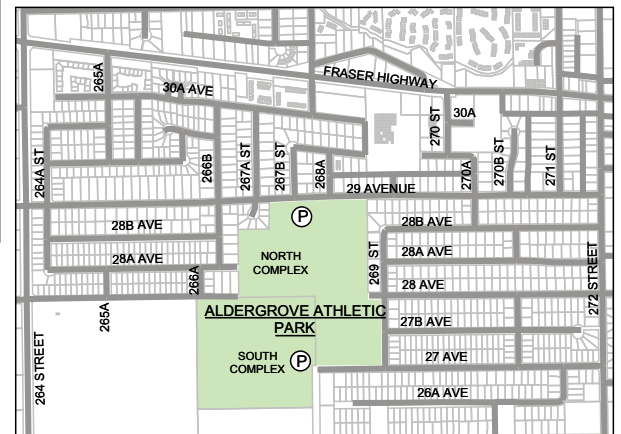 265A
FRASER HIGHWAY
30A AVE
264A ST
266B
267A ST
267B ST
268A
270 ST
30A
270A
270B ST
271 ST
29 AVENUE
28B AVE
P
28B AVE
28A AVE
266A
NORTH
COMPLEX
269 ST
28A AVE
28 AVE
272 STREET
265A
264 STREET
ALDERGROVE ATHLETIC
PARK
27B AVE
SOUTH
COMPLEX
P
27 AVE
26A AVE